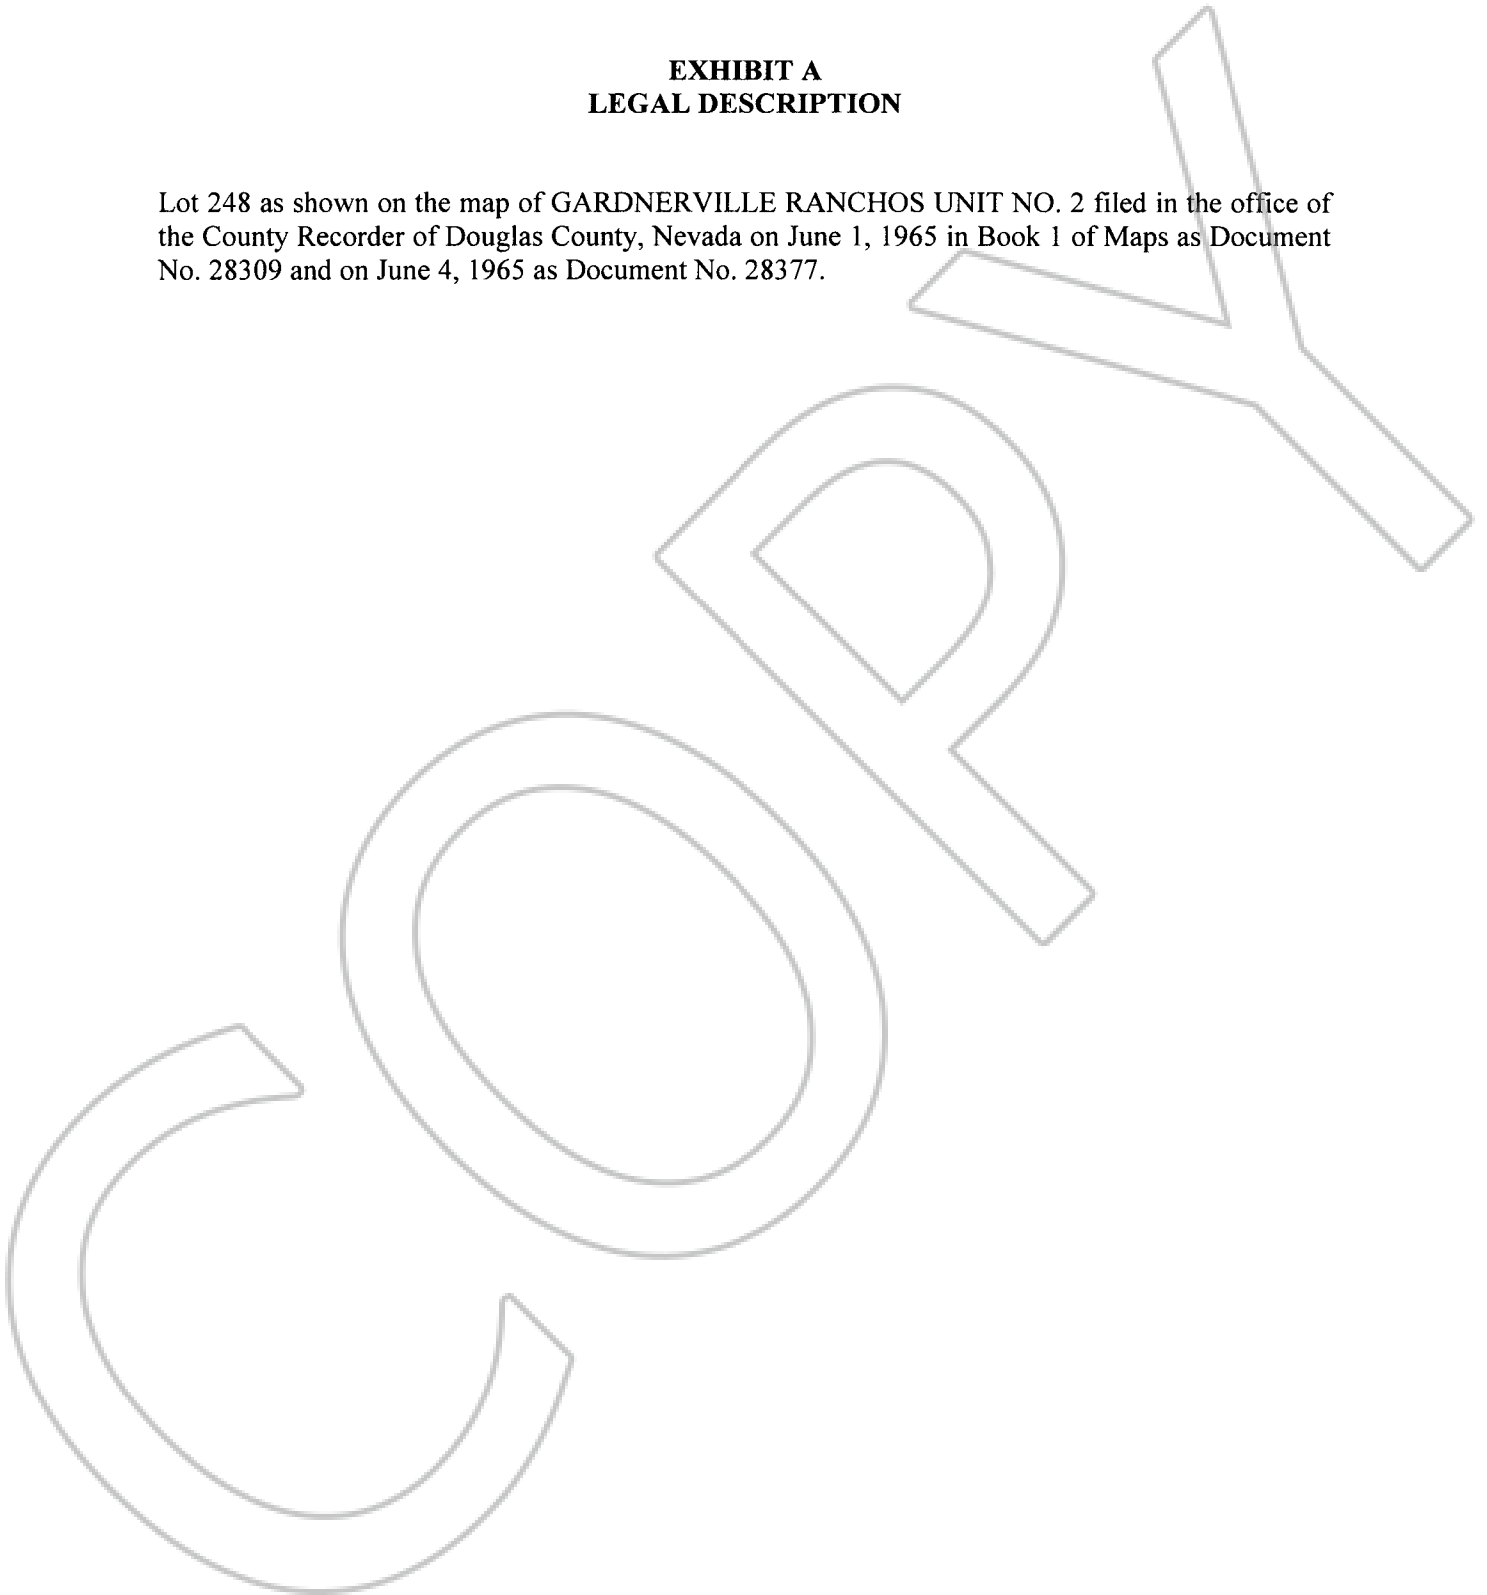 EXHIBIT A
LEGAL DESCRIPTION
Lot 248 as shown on the map of GARDNERVILLE RANCHOS UNIT NO. 2 filed in the office of
the County Recorder of Douglas County, Nevada on June 1, 1965 in Book 1 of Maps as Document
No. 28309 and on June 4, 1965 as Document No. 28377.
COPY